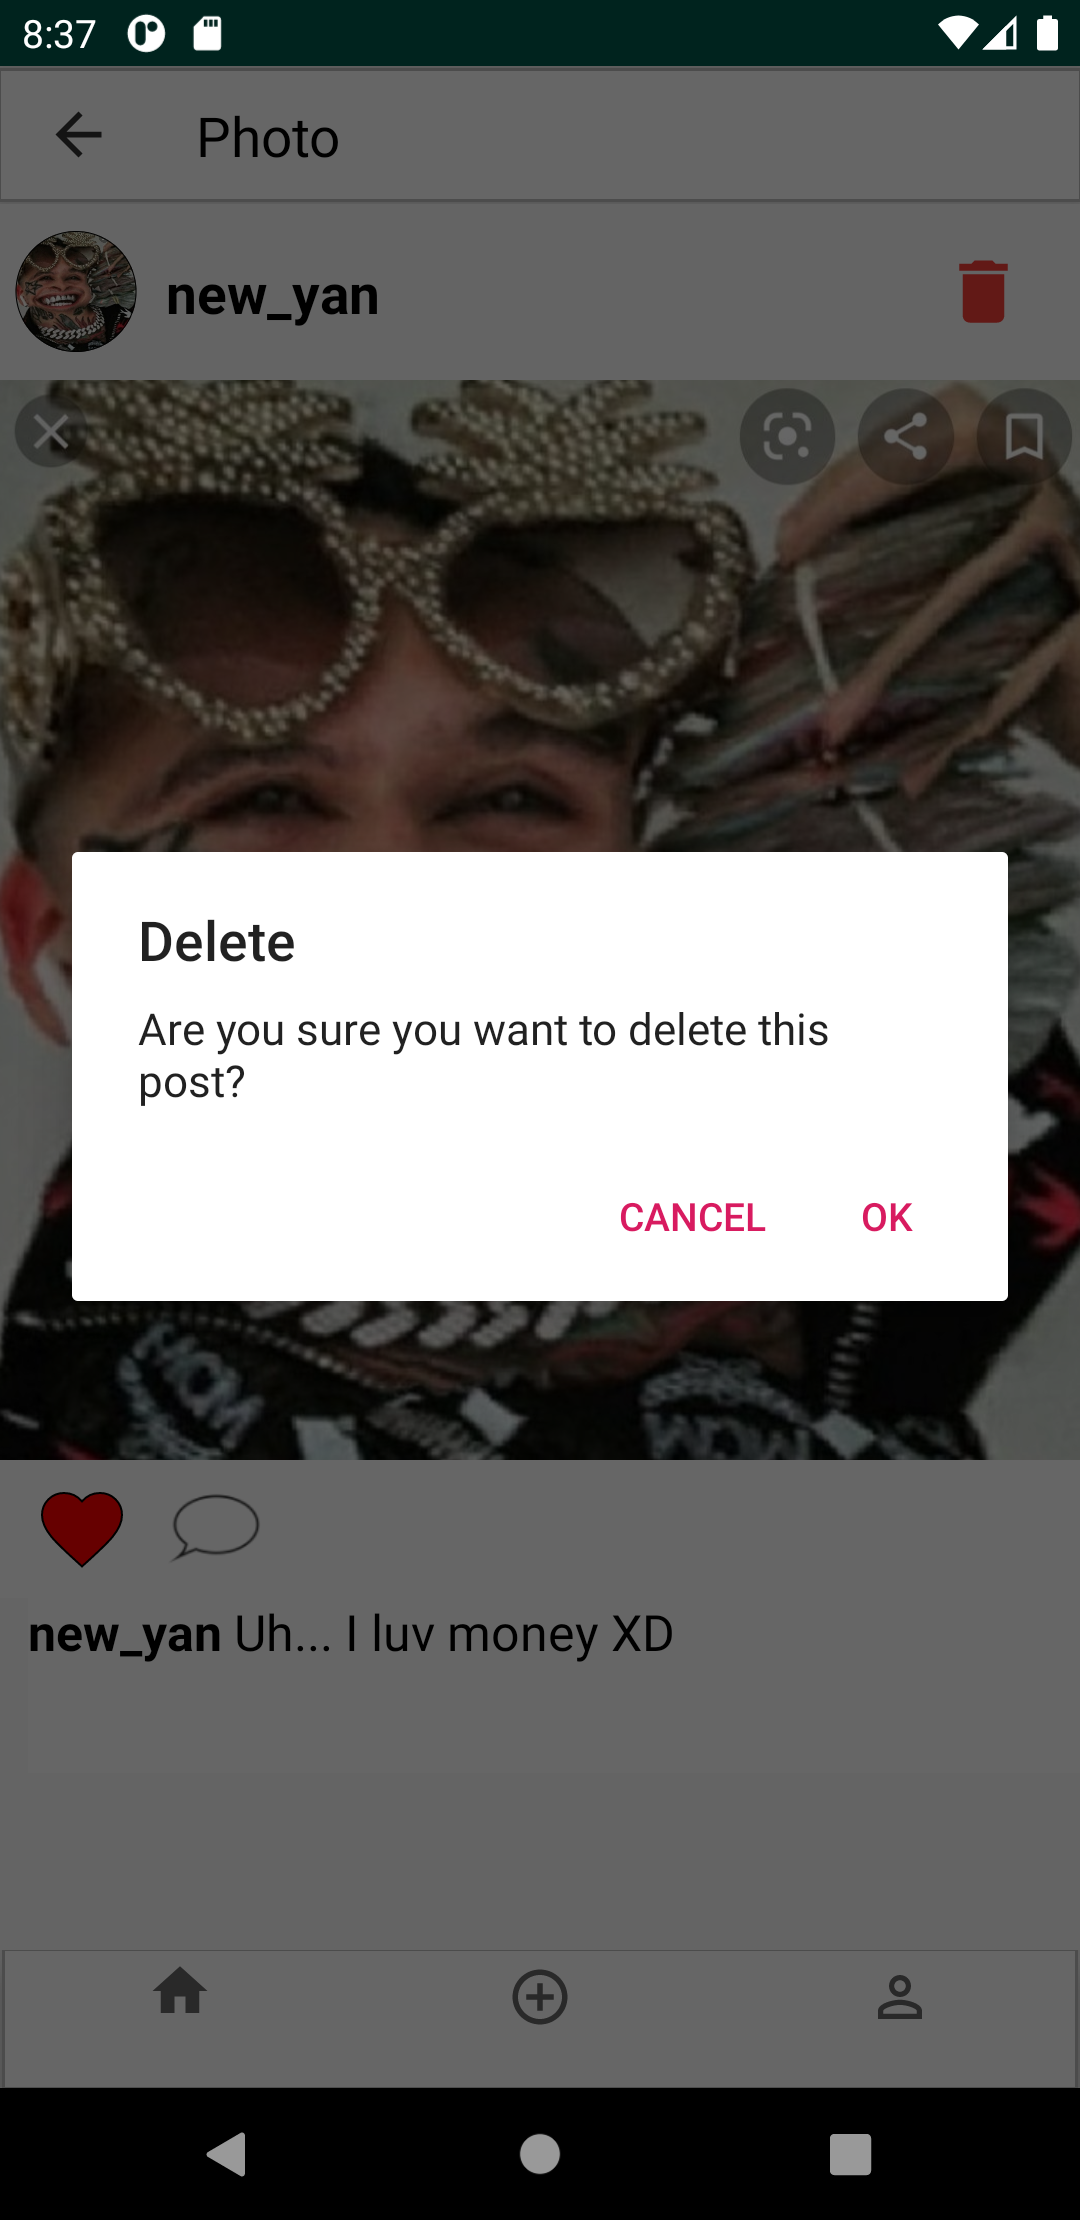 8:37
Photo
new_yan
Delete
Are you sure you want to delete this
post?
CANCEL OK
new_yan Uh... I luv money XD